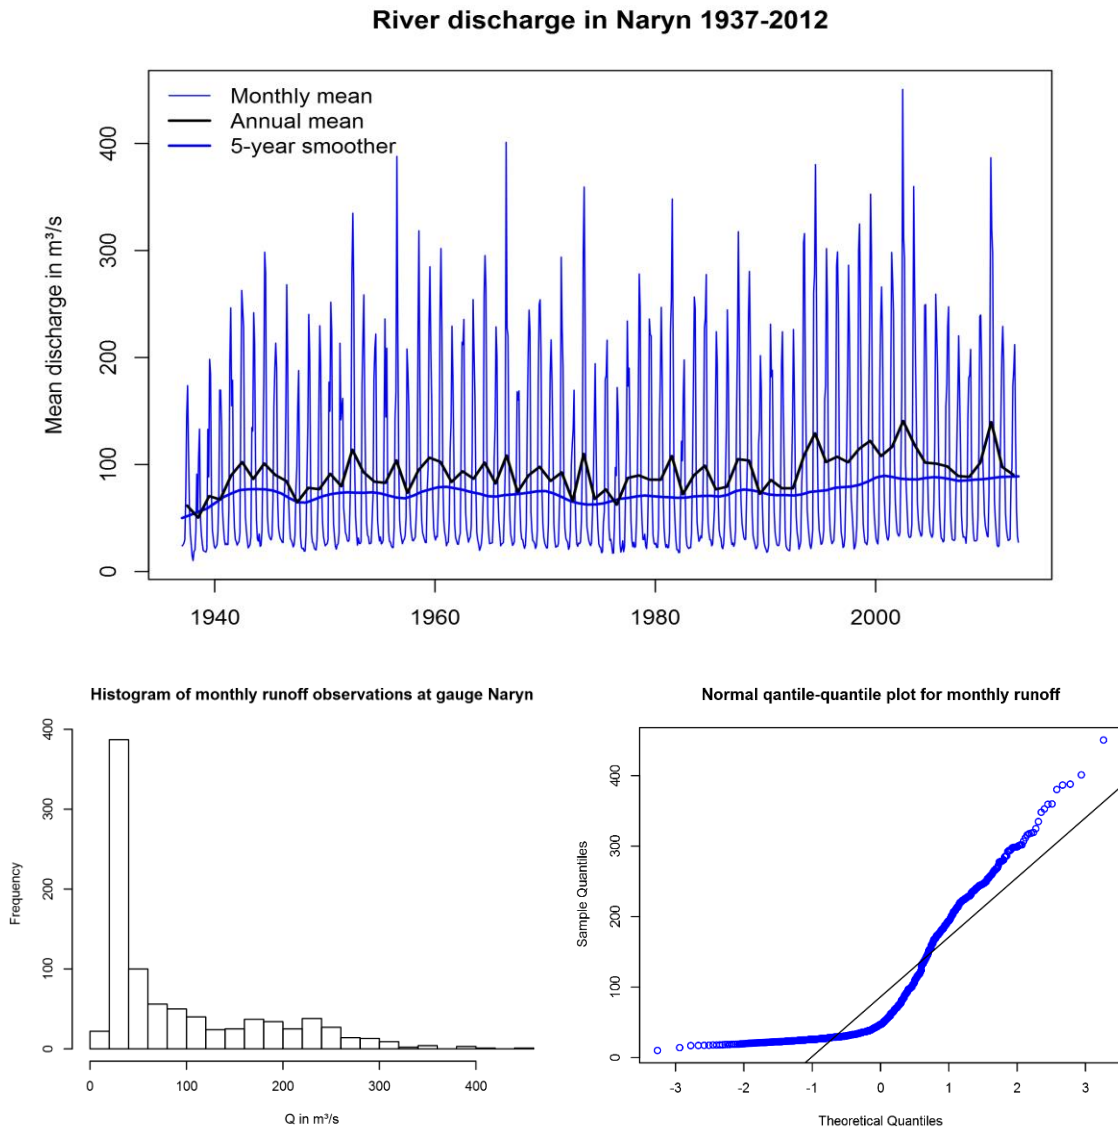 River discharge in Naryn 1937-2012
Monthly mean
Annual mean
5-year smoother
Mean discharge in m³/s
400
300
200
100
0
1940 1960 1980 2000
Histogram of monthly runoff observations at gauge Naryn
Frequency
400
300
200
100
0
0 100 200 300 400
Q in m³/s
Normal qantile-quantile plot for monthly runoff
Sample Quantiles
400
300
200
100
0
-3 -2 -1 0 1 2 3
Theoretical Quantiles